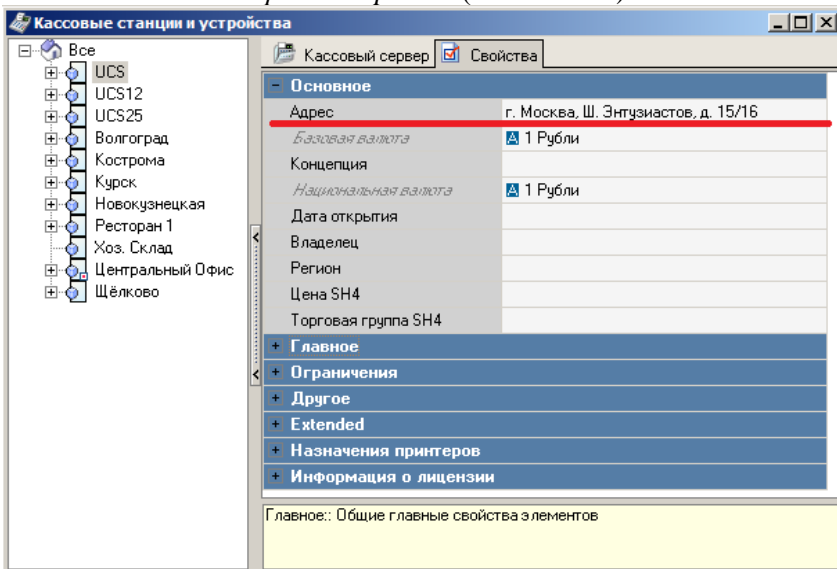 Кассовые станции и устройства
Все
UCS
UCS12
UCS25
Волгоград
Кострома
Курск
Новокузнецкая
Ресторан 1
Хоз. Склад
Центральный Офис
Щёлково
Кассовый сервер Свойства
Основное
Адрес г. Москва, Ш. Энтузиастов, д. 15/16
Базовая валюта A 1 Рубли
Концепция
Национальная валюта A 1 Рубли
Дата открытия
Владелец
Регион
Цена SH4
Торговая группа SH4
Главное
Ограничения
Другое
Extended
Назначения принтеров
Информация о лицензии
Главное:: Общие главные свойства элементов